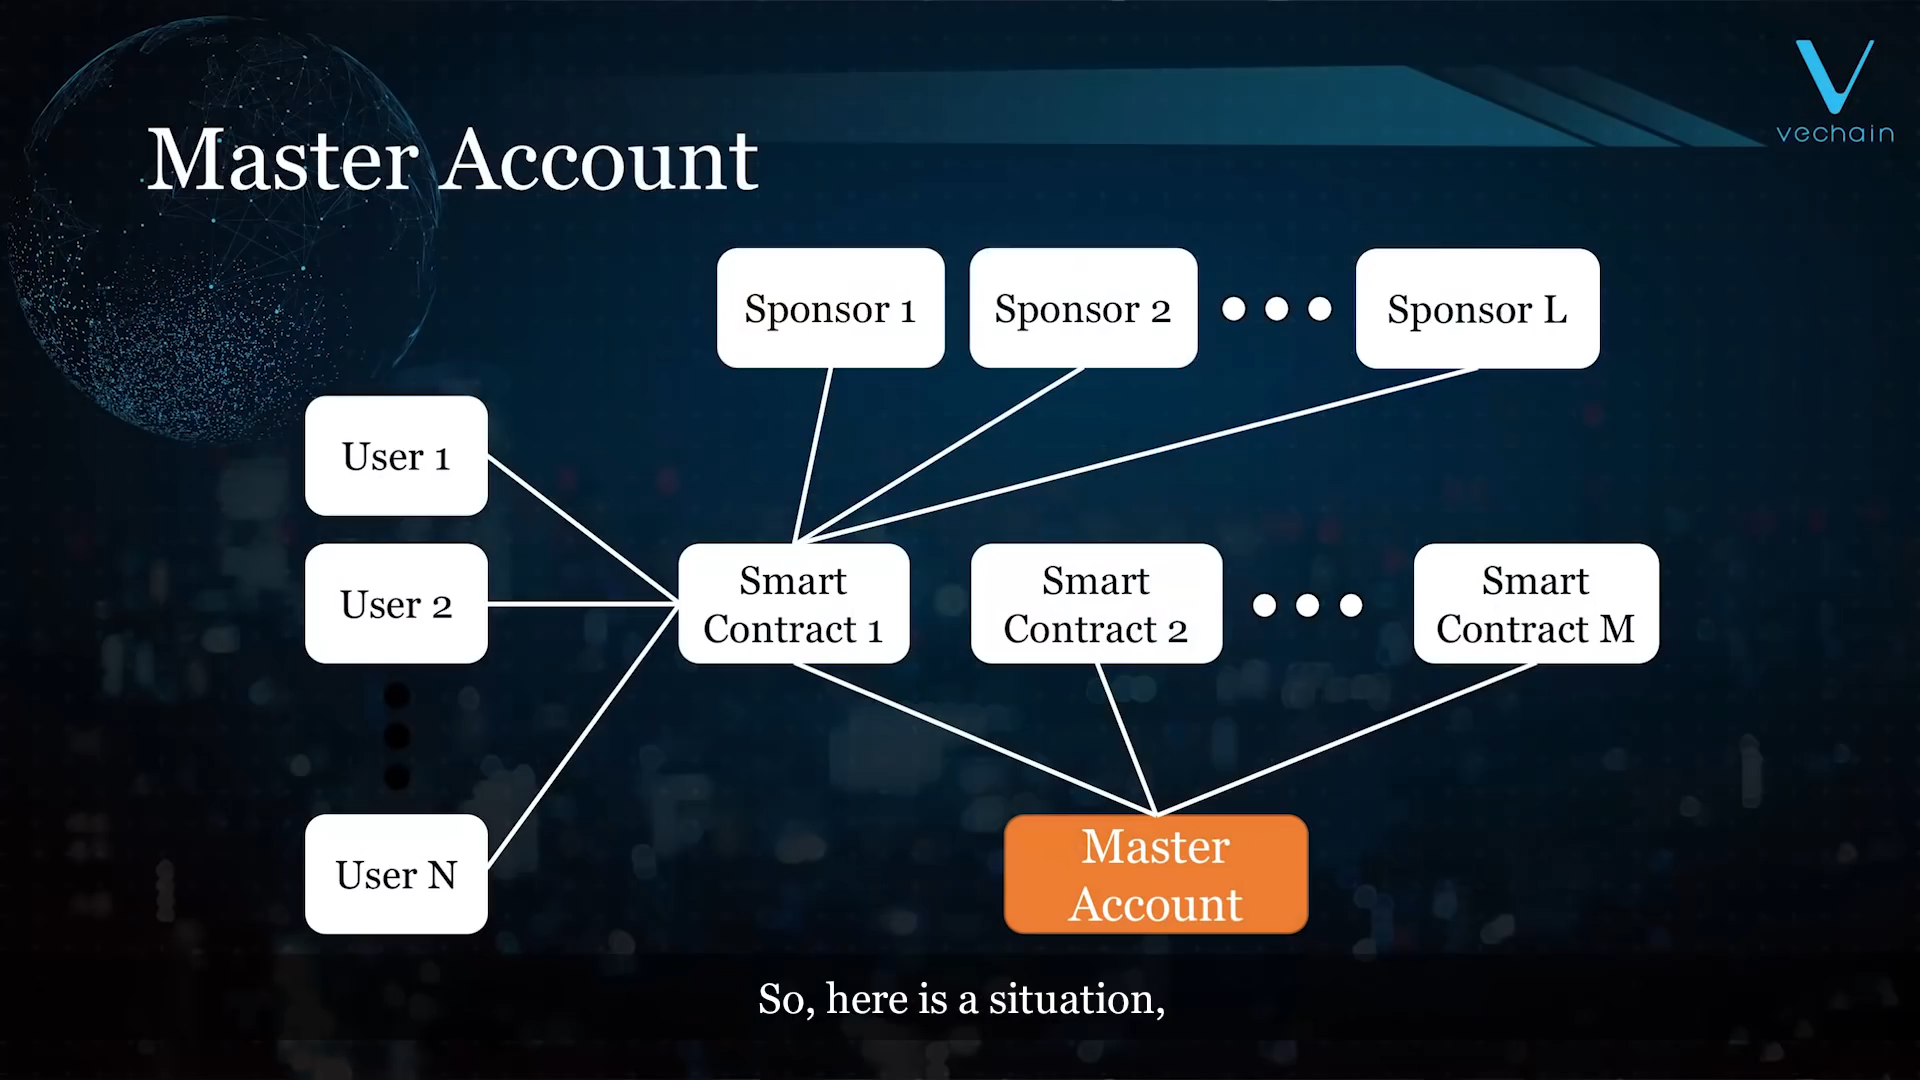 vechain
Master Account
Sponsor 1
Sponsor 2
Sponsor L
User 1
User 2
User N
Smart
Contract 1
Smart
Contract 2
Smart
Contract M
Master
Account
So, here is a situation,